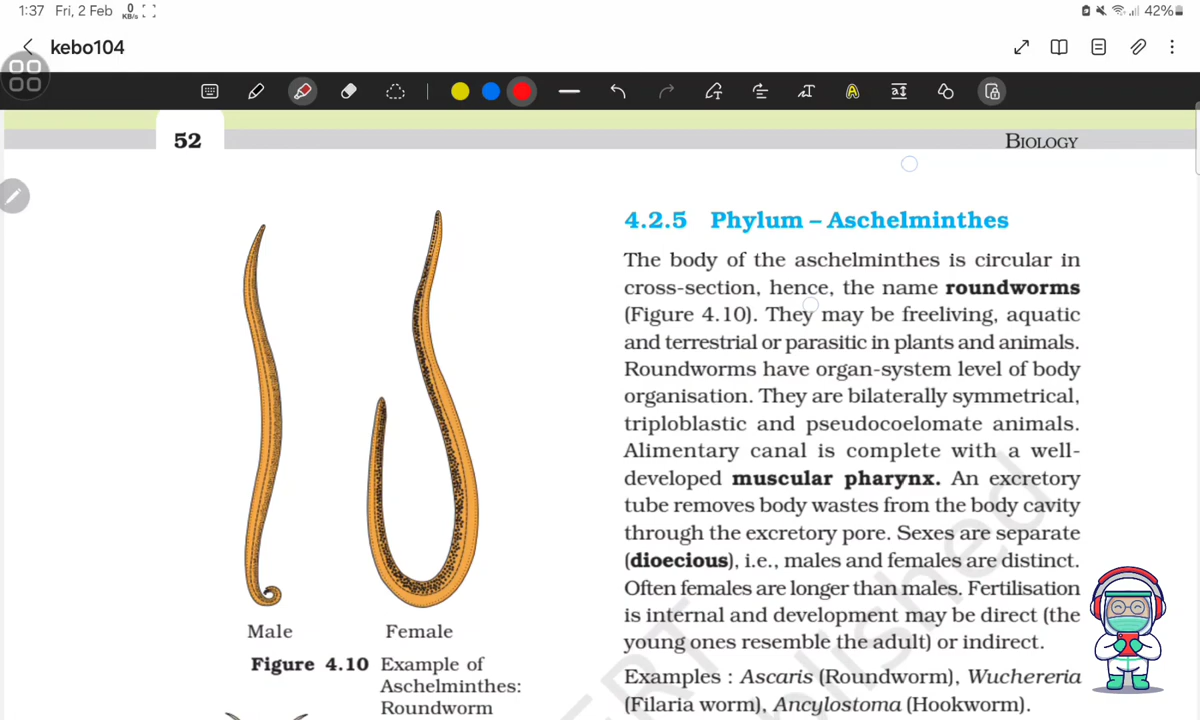 1:37 Fri, 2 Feb 0 KB/s 42%
kebo104
52
BIOLOGY
4.2.5 Phylum – Aschelminthes
The body of the aschelminthes is circular in
cross-section, hence, the name roundworms
(Figure 4.10). They may be freeliving, aquatic
and terrestrial or parasitic in plants and animals.
Roundworms have organ-system level of body
organisation. They are bilaterally symmetrical,
triploblastic and pseudocoelomate animals.
Alimentary canal is complete with a well-
developed muscular pharynx. An excretory
tube removes body wastes from the body cavity
through the excretory pore. Sexes are separate
(dioecious), i.e., males and females are distinct.
Often females are longer than males. Fertilisation
is internal and development may be direct (the
young ones resemble the adult) or indirect.
Examples : Ascaris (Roundworm), Wuchereria
(Filaria worm), Ancylostoma (Hookworm).
Male Female
Figure 4.10 Example of
Aschelminthes:
Roundworm